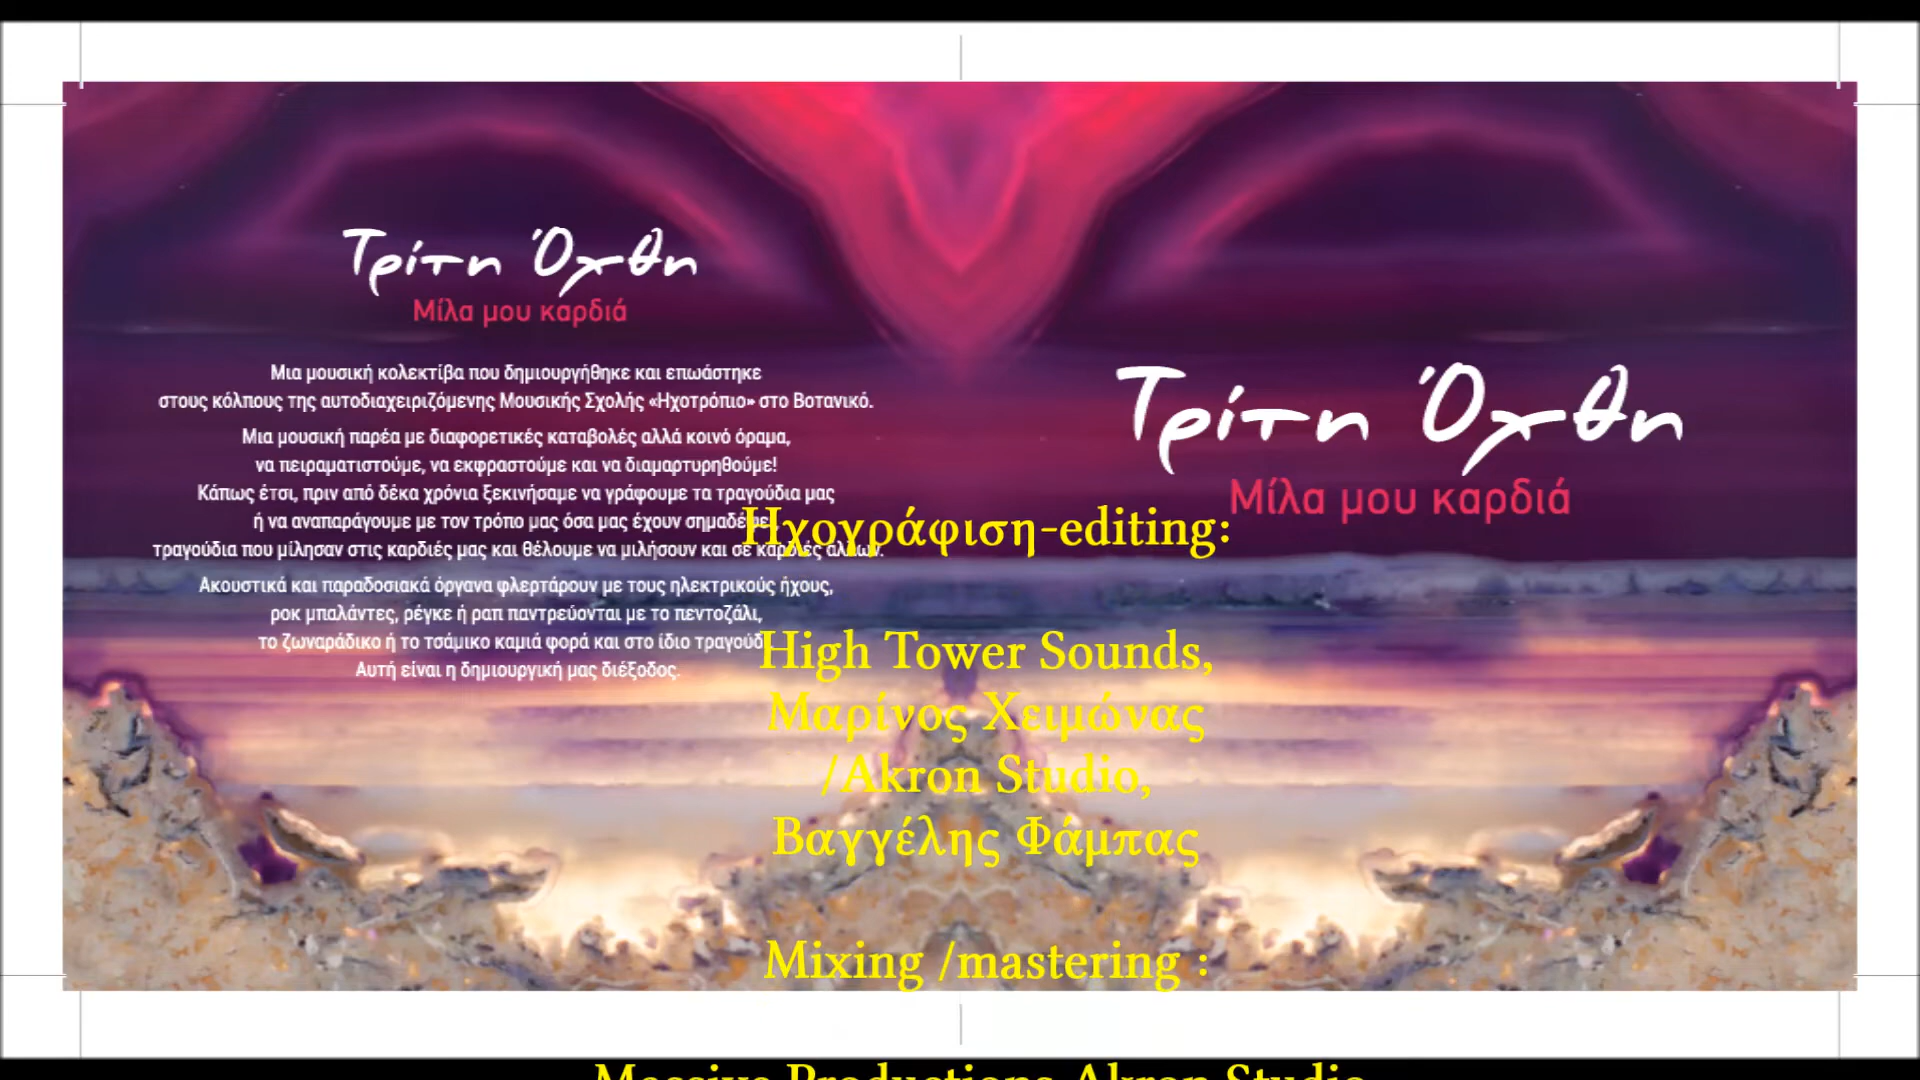 Τρίτη Όχθη
Μίλα μου καρδιά
Μια μουσική κολεκτίβα που δημιουργήθηκε και επωάστηκε
στους κόλπους της αυτοδιαχειριζόμενης Μουσικής Σχολής «Ηχοτρόπιο» στο Βοτανικό.
Μια μουσική παρέα με διαφορετικές καταβολές αλλά κοινό όραμα,
να πειραματιστούμε, να εκφραστούμε και να διαμαρτυρηθούμε!
Κάπως έτσι, πριν από δέκα χρόνια ξεκινήσαμε να γράφουμε τα τραγούδια μας
ή να αναπαράγουμε με τον τρόπο μας όσα μας έχουν
τραγούδια που μίλησαν στις καρδιές μας και θέλουμε να μιλήσουν και σε καρδιές άλλων.
Ακουστικά και παραδοσιακά όργανα φλερτάρουν με τους ηλεκτρικούς ήχους,
ροκ μπαλάντες, ρέγκε ή ραπ παντρεύονται με το πεντοζάλι,
το ζωναράδικο ή το τσάμικο καμιά φορά και στο ίδιο
Αυτή είναι η δημιουργική μας διέξοδος.
Τρίτη Όχθη
Μίλα μου καρδιά
Ηχογράφιση-editing:
High Tower Sounds,
Μαρίνος Χειμώνας
/Akron Studio,
Βαγγέλης Φάμπας
Mixing /mastering :
Massive Productions Akron Studio